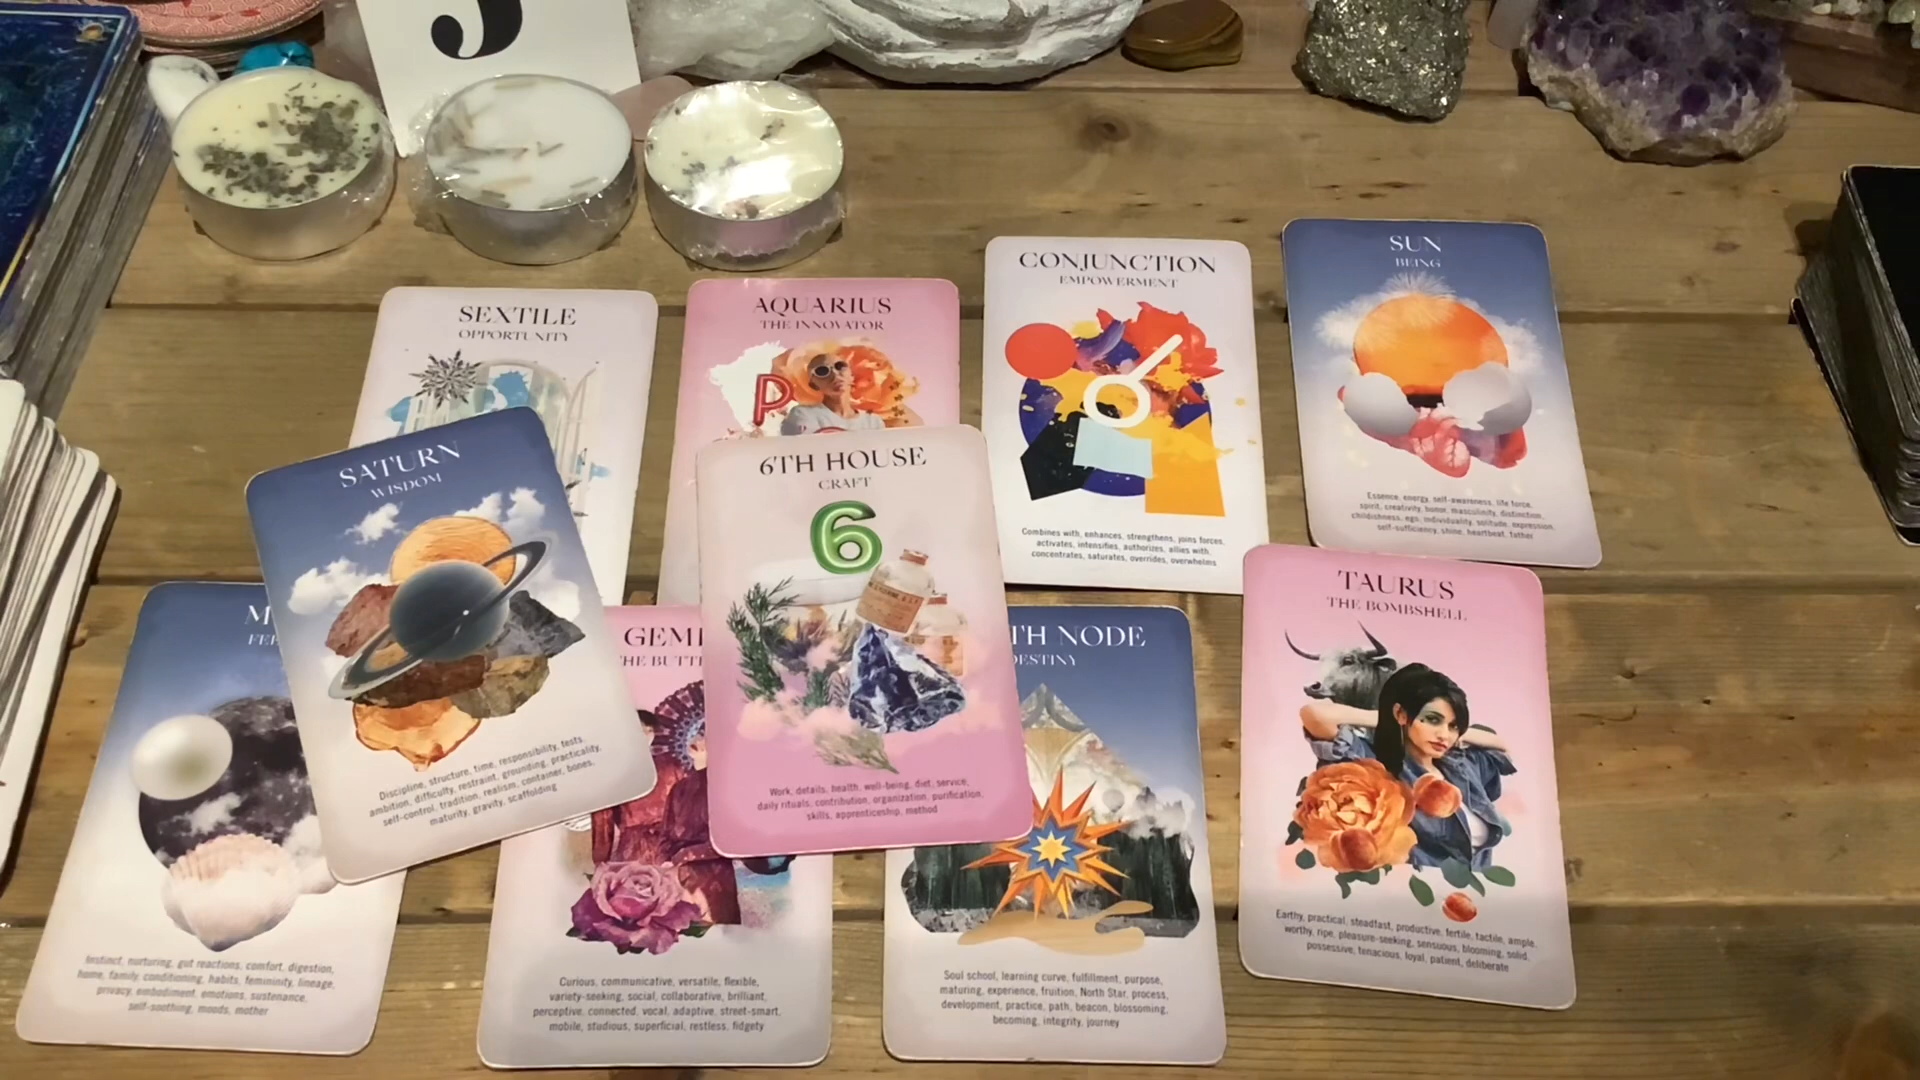 SEXTILE
OPPORTUNITY
AQUARIUS
THE INNOVATOR
P
CONJUNCTION
EMPOWERMENT
Combines with, enhances, strengthens, joins forces,
activates, intensifies, authorizes, allies with,
concentrates, saturates, overrides, overwhelms
SUN
BEING
Essence, energy, self-awareness, life force,
spirit, creativity, honor, masculinity, distinction,
childishness, ego, individuality, solitude, expression,
self-sufficiency, shine, heartbeat, father
SATURN
WISDOM
Discipline, structure, time, responsibility, tests,
ambition, difficulty, restraint, grounding, practicality,
self-control, tradition, realism, container, bones,
maturity, gravity, scaffolding
6TH HOUSE
CRAFT
6
Work, details, health, well-being, diet, service,
daily rituals, contribution, organization, purification,
skills, apprenticeship, method
TAURUS
THE BOMBSHELL
Earthy, practical, steadfast, productive, fertile, tactile, ample,
worthy, ripe, pleasure-seeking, sensuous, blooming, solid,
possessive, tenacious, loyal, patient, deliberate
M
FE
Instinct, nurturing, gut reactions, comfort, digestion,
home, family, conditioning, habits, femininity, lineage,
privacy, embodiment, emotions, sustenance,
self-soothing, moods, mother
GEM
THE BUTT
Curious, communicative, versatile, flexible,
variety-seeking, social, collaborative, brilliant,
perceptive, connected, vocal, adaptive, street-smart,
mobile, studious, superficial, restless, fidgety
TH NODE
DESTINY
Soul school, learning curve, fulfillment, purpose,
maturing, experience, fruition, North Star, process,
development, practice, path, beacon, blossoming,
becoming, integrity, journey